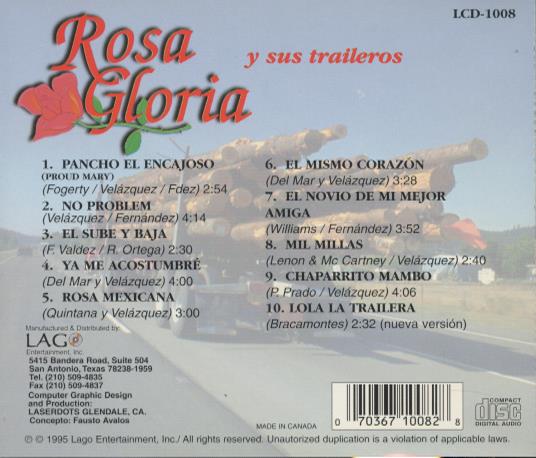 LCD-1008
Rosa
Gloria
y sus traileros
1. PANCHO EL ENCAJOSO
(PROUD MARY)
(Fogerty / Velázquez / Fdez) 2:54
2. NO PROBLEM
(Velázquez / Fernández) 4:14
3. EL SUBE Y BAJA
(F. Valdez / R. Ortega) 2:30
4. YA ME ACOSTUMBRÉ
(Del Mar y Velázquez) 4:00
5. ROSA MEXICANA
(Quintana y Velázquez) 3:00
6. EL MISMO CORAZÓN
(Del Mar y Velázquez) 3:28
7. EL NOVIO DE MI MEJOR
AMIGA
(Williams / Fernández) 3:52
8. MIL MILLAS
(Lenon & Mc Cartney / Velázquez) 2:40
9. CHAPARRITO MAMBO
(P. Prado / Velázquez) 4:06
10. LOLA LA TRAILERA
(Bracamontes) 2:32 (nueva versión)
Manufactured & Distributed by:
LAGO
Entertainment, Inc.
5415 Bandera Road, Suite 504
San Antonio, Texas 78238-1959
Tel. (210) 509-4835
Fax (210) 509-4837
Computer Graphic Design
and Production:
LASERDOTS GLENDALE, CA.
Concepto: Fausto Avalos
MADE IN CANADA
0 70367 10082 8
COMPACT
disc
DIGITAL AUDIO
℗ © 1995 Lago Entertainment, Inc./ All rights reserved. Unauthorized duplication is a violation of applicable laws.